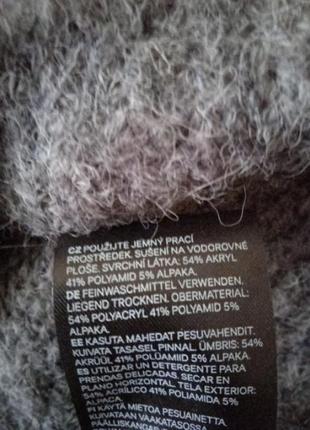 CZ POUŽIJTE JEMNÝ PRACÍ
PROSTŘEDEK. SUŠENÍ NA VODOROVNÉ
PLOŠE. SVRCHNÍ LÁTKA: 54% AKRYL
41% POLYAMID 5% ALPAKA.
DE FEINWASCHMITTEL VERWENDEN.
LIEGEND TROCKNEN. OBERMATERIAL:
54% POLYACRYL 41% POLYAMID 5%
ALPAKA.
EE KASUTA MAHEDAT PESUVAHENDIT.
KUIVATA TASASEL PINNAL. ÜMBRIS: 54%
AKRÜÜL 41% POLÜAMIID 5% ALPAKA.
ES UTILIZAR UN DETERGENTE PARA
PRENDAS DELICADAS. SECAR EN
PLANO HORIZONTAL. TELA EXTERIOR:
54% ACRÍLICO 41% POLIAMIDA 5%
ALPACA.
FI KÄYTÄ MIETOA PESUAINETTA
KUIVATAAN VAAKATASOSSA